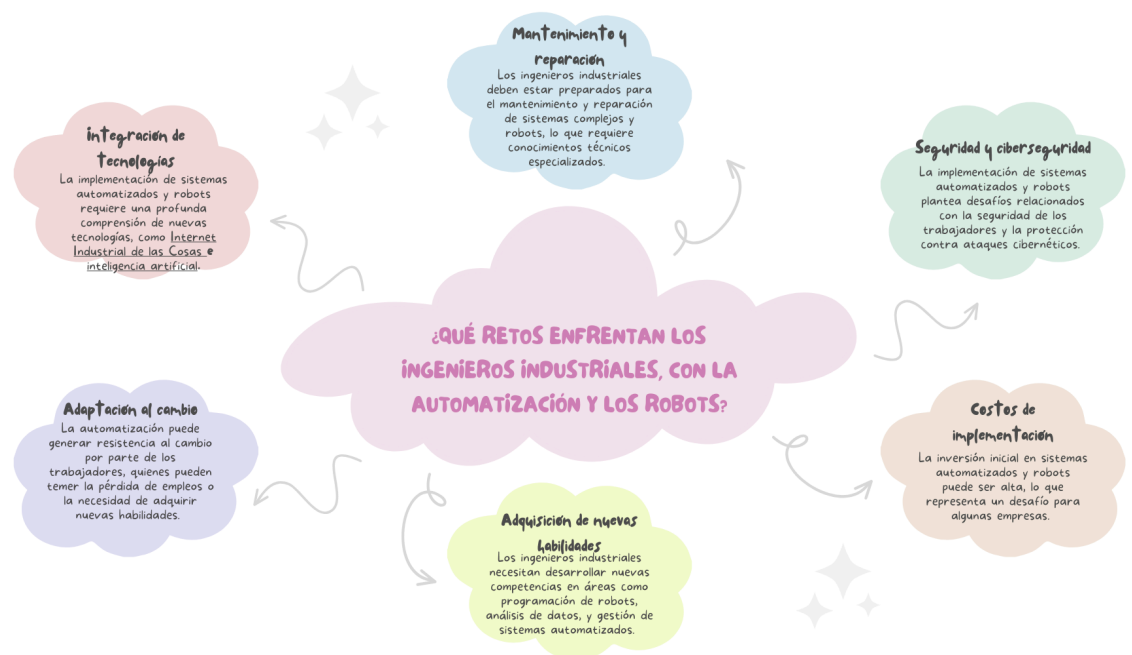 Mantenimiento y
reparación
Los ingenieros industriales
deben estar preparados para
el mantenimiento y reparación
de sistemas complejos y
robots, lo que requiere
conocimientos técnicos
especializados.
integración de
tecnologías
La implementación de sistemas
automatizados y robots
requiere una profunda
comprensión de nuevas
tecnologías, como Internet
Industrial de las Cosas e
inteligencia artificial.
Seguridad y ciberseguridad
La implementación de sistemas
automatizados y robots
plantea desafíos relacionados
con la seguridad de los
trabajadores y la protección
contra ataques cibernéticos.
¿QUÉ RETOS ENFRENTAN LOS
iNGENiEROS iNDUSTRiALES, CON LA
AUTOMATiZACiÓN Y LOS ROBOTS?
Adaptación al cambio
La automatización puede
generar resistencia al cambio
por parte de los
trabajadores, quienes pueden
temer la pérdida de empleos o
la necesidad de adquirir
nuevas habilidades.
Costos de
implementación
La inversión inicial en sistemas
automatizados y robots
puede ser alta, lo que
representa un desafío para
algunas empresas.
Adquisición de nuevas
habilidades
Los ingenieros industriales
necesitan desarrollar nuevas
competencias en áreas como
programación de robots,
análisis de datos, y gestión de
sistemas automatizados.